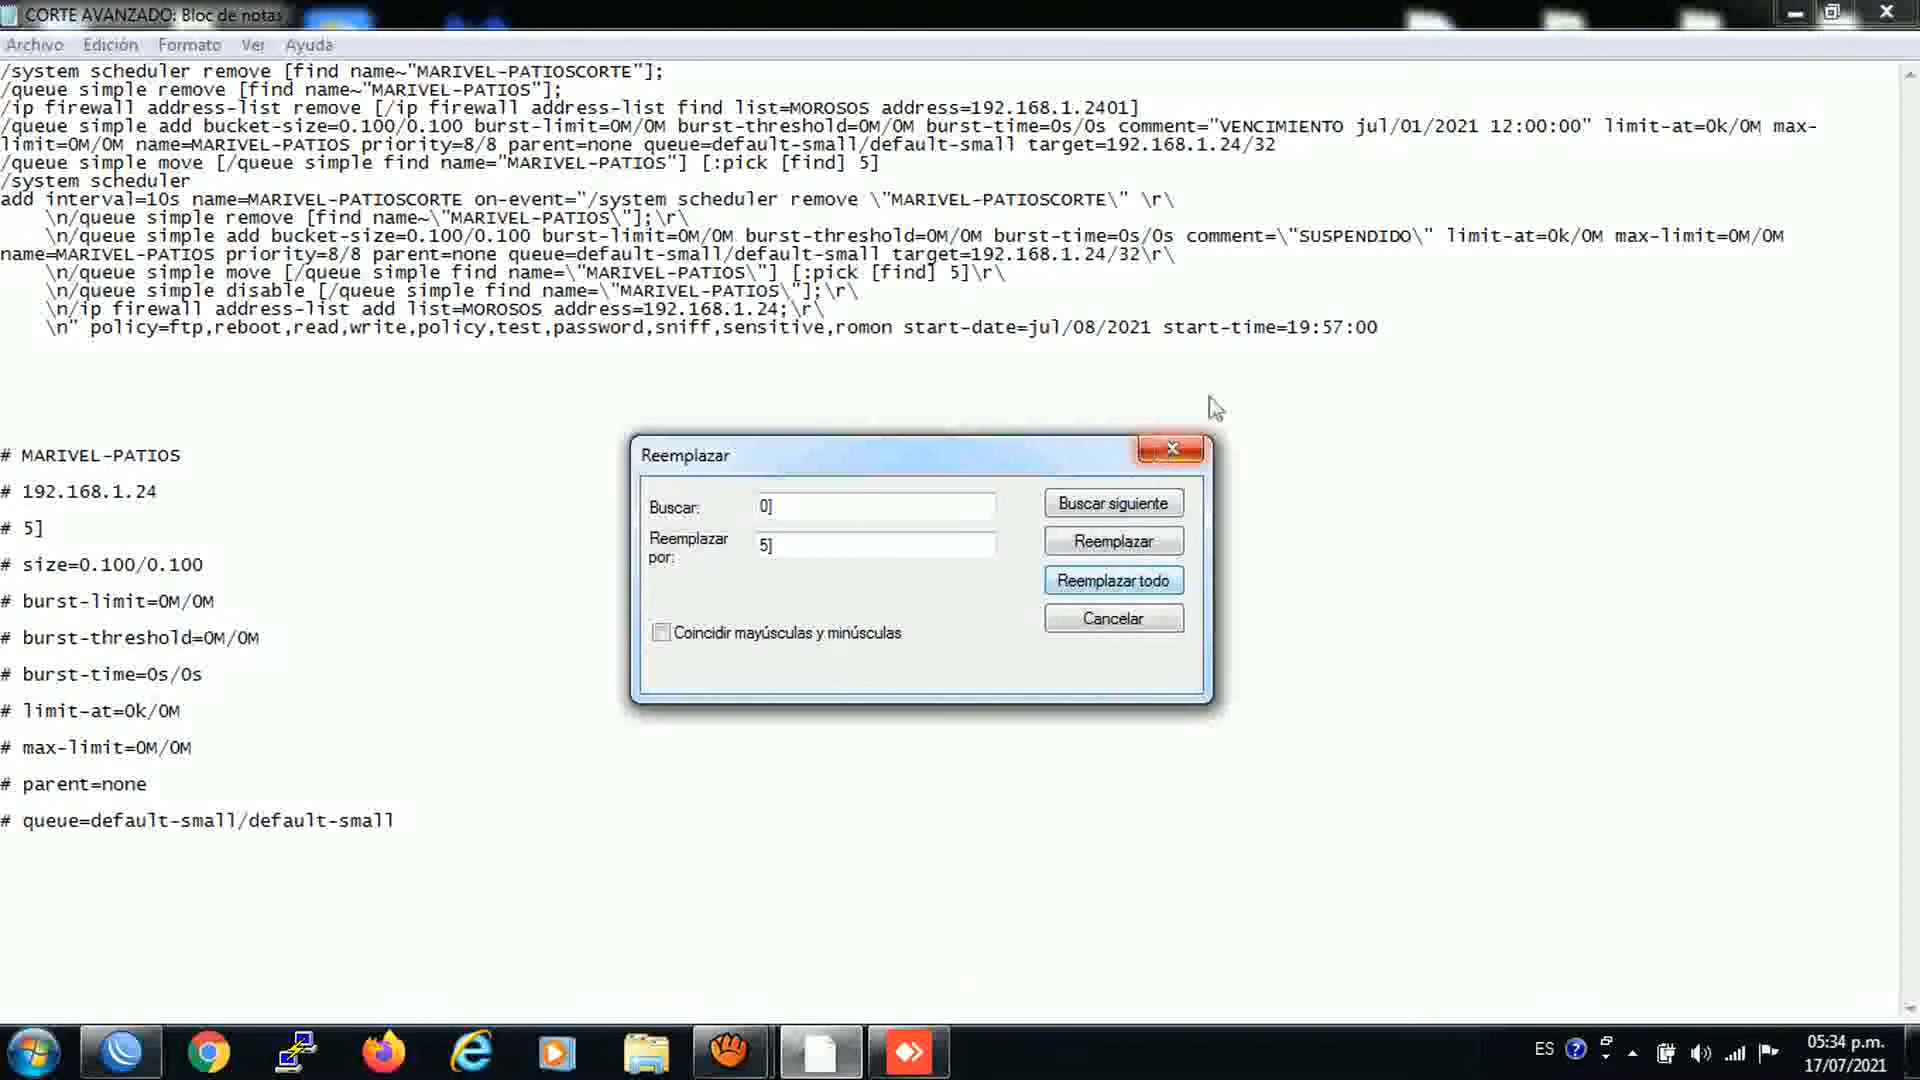 CORTE AVANZADO: Bloc de notas
Archivo Edición Formato Ver Ayuda
/system scheduler remove [find name~"MARIVEL-PATIOSCORTE"];
/queue simple remove [find name~"MARIVEL-PATIOS"];
/ip firewall address-list remove [/ip firewall address-list find list=MOROSOS address=192.168.1.2401]
/queue simple add bucket-size=0.100/0.100 burst-limit=0M/0M burst-threshold=0M/0M burst-time=0s/0s comment="VENCIMIENTO jul/01/2021 12:00:00" limit-at=0k/0M max-
limit=0M/0M name=MARIVEL-PATIOS priority=8/8 parent=none queue=default-small/default-small target=192.168.1.24/32
/queue simple move [/queue simple find name="MARIVEL-PATIOS"] [:pick [find] 5]
/system scheduler
add interval=10s name=MARIVEL-PATIOSCORTE on-event="/system scheduler remove \"MARIVEL-PATIOSCORTE\" \r\
\n/queue simple remove [find name~\"MARIVEL-PATIOS\"];\r\
\n/queue simple add bucket-size=0.100/0.100 burst-limit=0M/0M burst-threshold=0M/0M burst-time=0s/0s comment=\"SUSPENDIDO\" limit-at=0k/0M max-limit=0M/0M
name=MARIVEL-PATIOS priority=8/8 parent=none queue=default-small/default-small target=192.168.1.24/32\r\
\n/queue simple move [/queue simple find name=\"MARIVEL-PATIOS\"] [:pick [find] 5]\r\
\n/queue simple disable [/queue simple find name=\"MARIVEL-PATIOS\"];\r\
\n/ip firewall address-list add list=MOROSOS address=192.168.1.24;\r\
\n" policy=ftp,reboot,read,write,policy,test,password,sniff,sensitive,romon start-date=jul/08/2021 start-time=19:57:00
# MARIVEL-PATIOS
# 192.168.1.24
# 5]
# size=0.100/0.100
# burst-limit=0M/0M
# burst-threshold=0M/0M
# burst-time=0s/0s
# limit-at=0k/0M
# max-limit=0M/0M
# parent=none
# queue=default-small/default-small
Reemplazar
Buscar: 0]
Reemplazar por: 5]
Coincidir mayúsculas y minúsculas
Buscar siguiente
Reemplazar
Reemplazar todo
Cancelar
ES
05:34 p.m.
17/07/2021